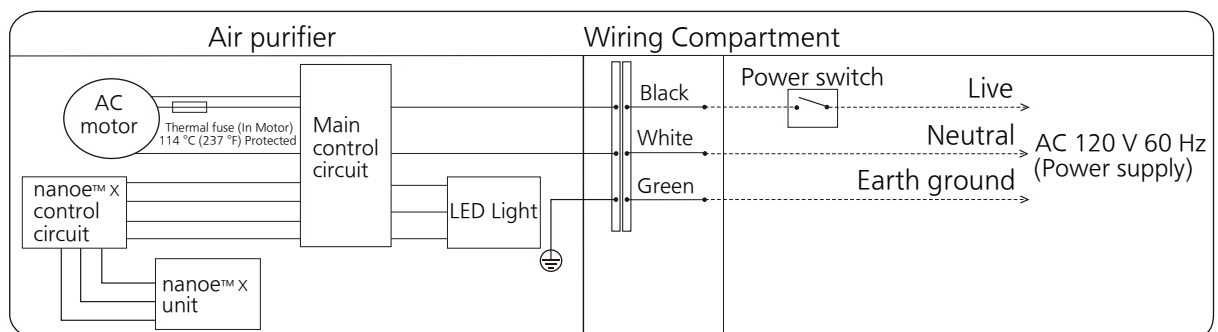 Air purifier
Wiring Compartment
AC
motor
Thermal fuse (In Motor)
114 °C (237 °F) Protected
Main
control
circuit
nanoe™ X
control
circuit
nanoe™ X
unit
LED Light
Black
White
Green
Power switch
Live
Neutral
Earth ground
AC 120 V 60 Hz
(Power supply)